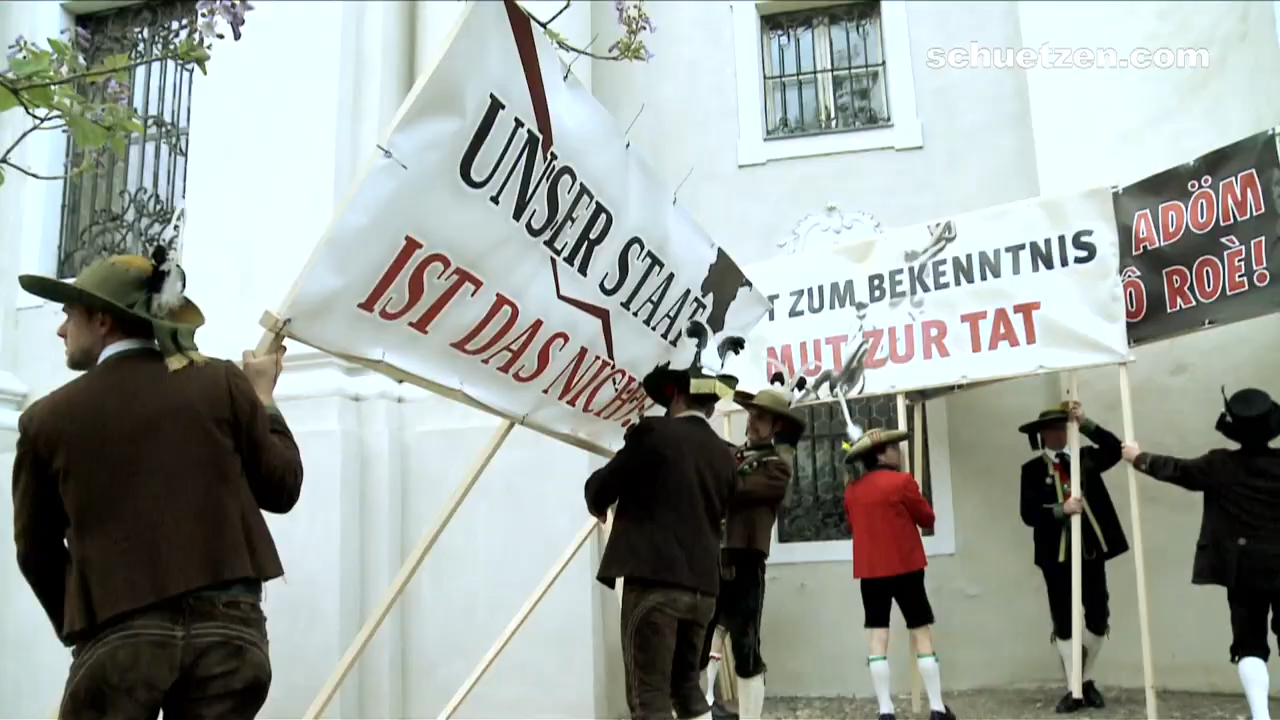 schuetzen.com
UNSER STAAT
IST DAS NICHT!
T ZUM BEKENNTNIS
MUT ZUR TAT
ADÖM
Ô ROÈ!